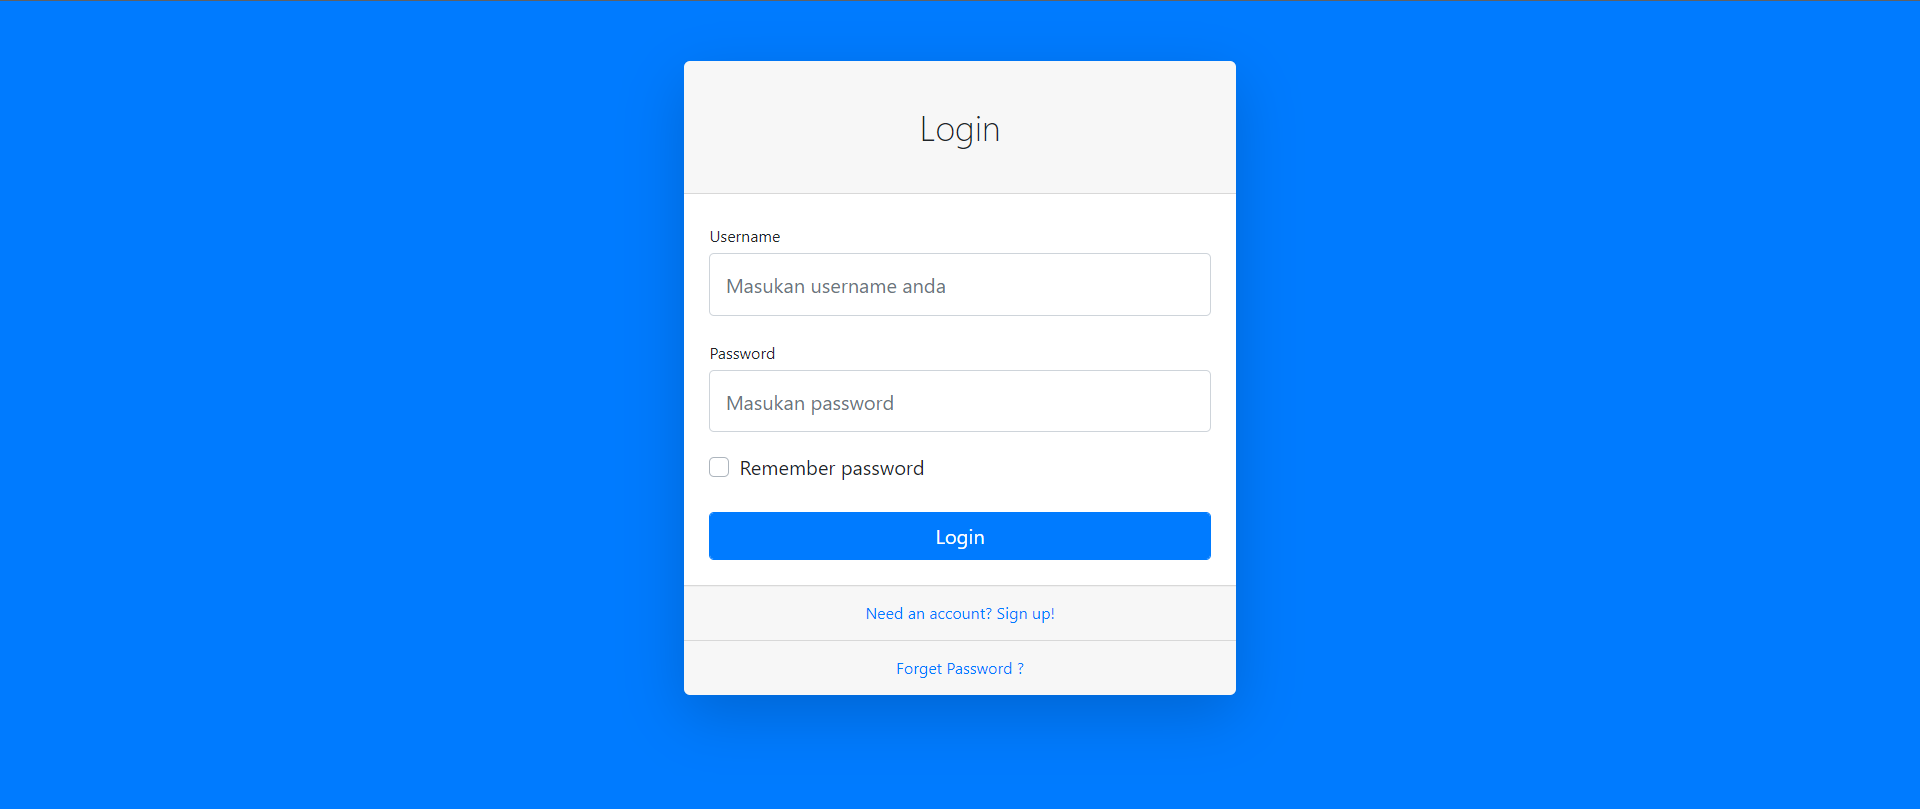 Login
Username
Masukan username anda
Password
Masukan password
Remember password
Login
Need an account? Sign up!
Forget Password ?